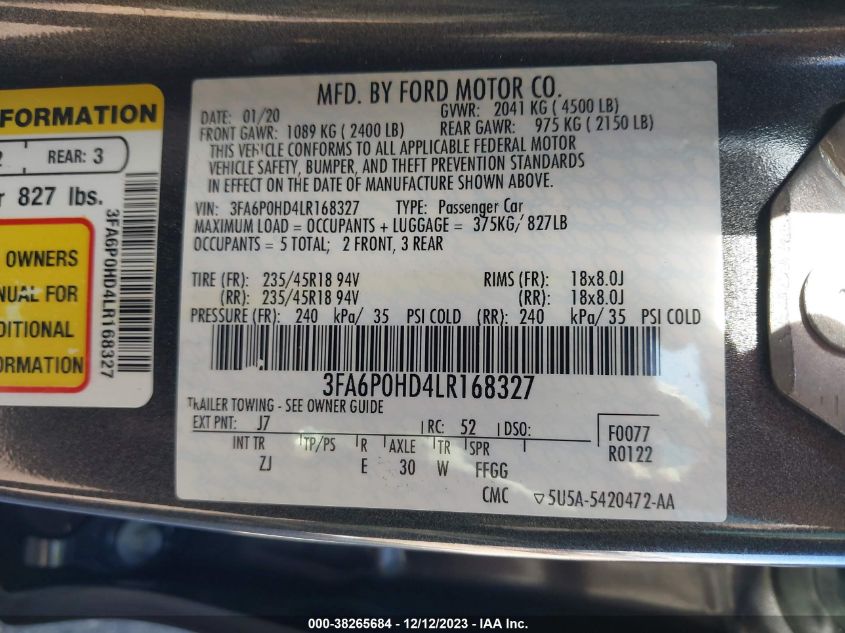 FORMATION
2 REAR: 3
827 lbs.
OWNERS
NUAL FOR
DITIONAL
FORMATION
3FA6P0HD4LR168327
MFD. BY FORD MOTOR CO.
DATE: 01/20 GVWR: 2041 KG ( 4500 LB)
FRONT GAWR: 1089 KG ( 2400 LB) REAR GAWR: 975 KG ( 2150 LB)
THIS VEHICLE CONFORMS TO ALL APPLICABLE FEDERAL MOTOR
VEHICLE SAFETY, BUMPER, AND THEFT PREVENTION STANDARDS
IN EFFECT ON THE DATE OF MANUFACTURE SHOWN ABOVE.
VIN: 3FA6P0HD4LR168327 TYPE: Passenger Car
MAXIMUM LOAD = OCCUPANTS + LUGGAGE = 375KG/ 827LB
OCCUPANTS = 5 TOTAL; 2 FRONT, 3 REAR
TIRE (FR): 235/45R18 94V RIMS (FR): 18x8.0J
(RR): 235/45R18 94V (RR): 18x8.0J
PRESSURE (FR): 240 kPa/ 35 PSI COLD (RR): 240 kPa/ 35 PSI COLD
3FA6P0HD4LR168327
TRAILER TOWING - SEE OWNER GUIDE
EXT PNT: J7 RC: 52 DSO: F0077
INT TR TP/PS R AXLE TR SPR R0122
ZJ E 30 W FFGG
CMC ▽5U5A-5420472-AA
000-38265684 - 12/12/2023 - IAA Inc.